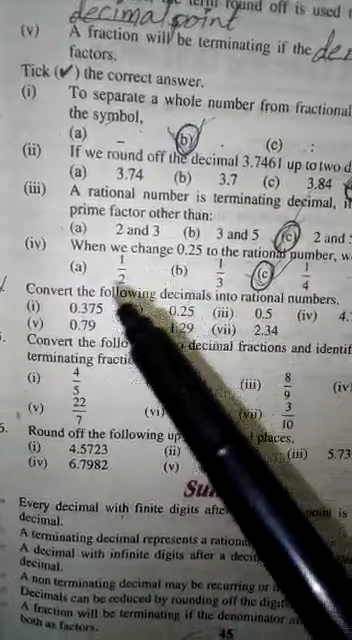 the term round off is used
decimal point
(v) A fraction will be terminating if the den
factors.
Tick (✓) the correct answer.
(i) To separate a whole number from fractional
the symbol,
(a) – (b) . (c) :
(ii) If we round off the decimal 3.7461 up to two d
(a) 3.74 (b) 3.7 (c) 3.84
(iii) A rational number is terminating decimal, i
prime factor other than:
(a) 2 and 3 (b) 3 and 5 (c) 2 and
(iv) When we change 0.25 to the rational number, w
(a) 1/2 (b) 1/3 (c) 1/4
Convert the following decimals into rational numbers.
(i) 0.375 0.25 (iii) 0.5 (iv) 4.
(v) 0.79 1.29 (vii) 2.34
Convert the follo o decimal fractions and identif
terminating fracti
(i) 4/5 (iii) 8/9 (iv
(v) 22/7 (vi) (vii) 3/10
6. Round off the following up places.
(i) 4.5723 (ii) (iii) 5.73
(iv) 6.7982 (v)
Su
Every decimal with finite digits afte point is
decimal.
A terminating decimal represents a rationa
A decimal with infinite digits after a deci
decimal.
A non terminating decimal may be recurring or
Decimals can be reduced by rounding off the digit
A fraction will be terminating if the denominator
both as factors.
45